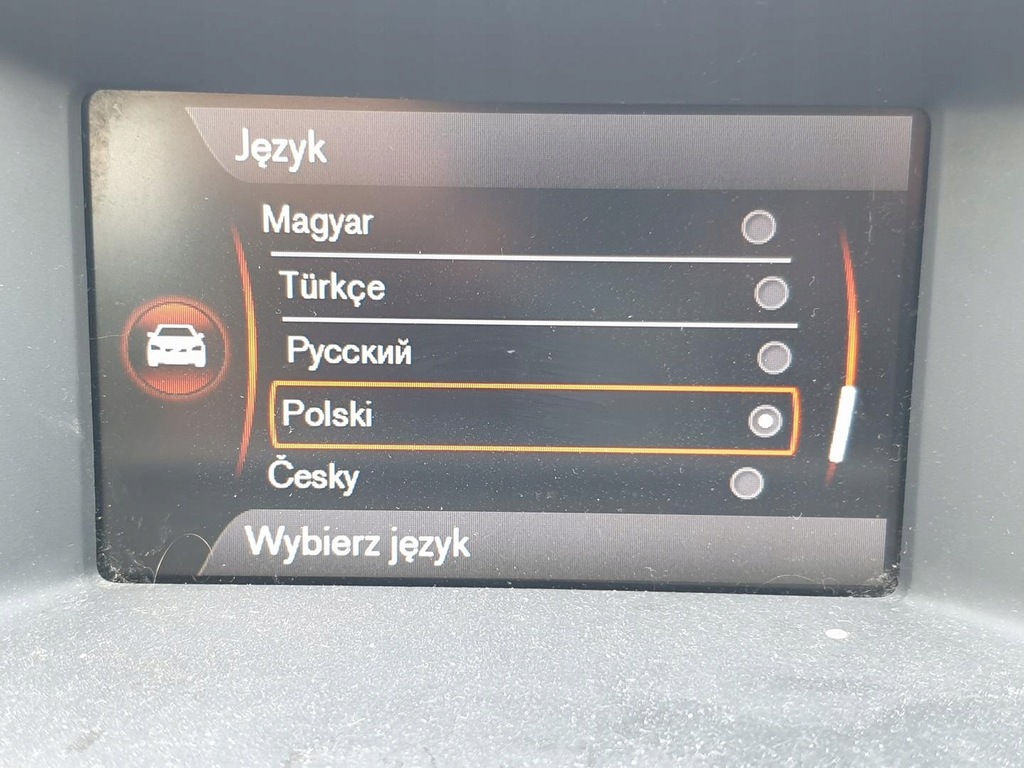 Język
Magyar
Türkçe
Русский
Polski
Česky
Wybierz język